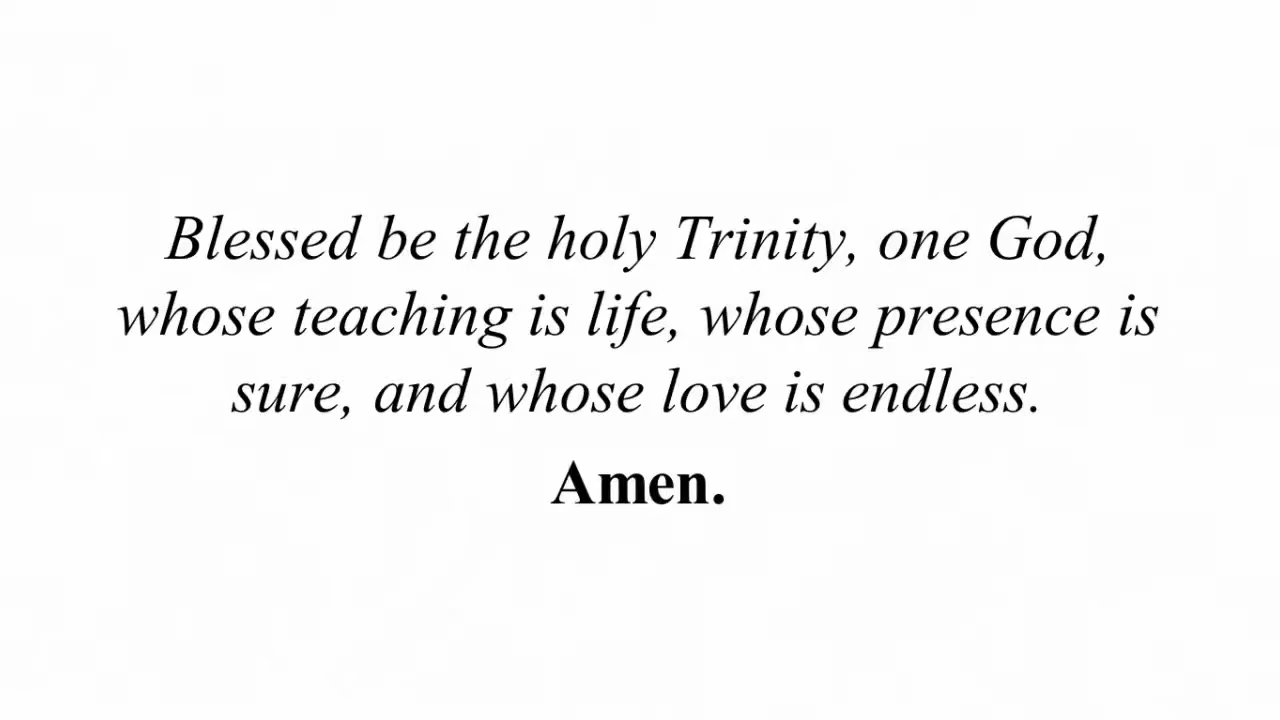 Blessed be the holy Trinity, one God,
whose teaching is life, whose presence is
sure, and whose love is endless.
Amen.